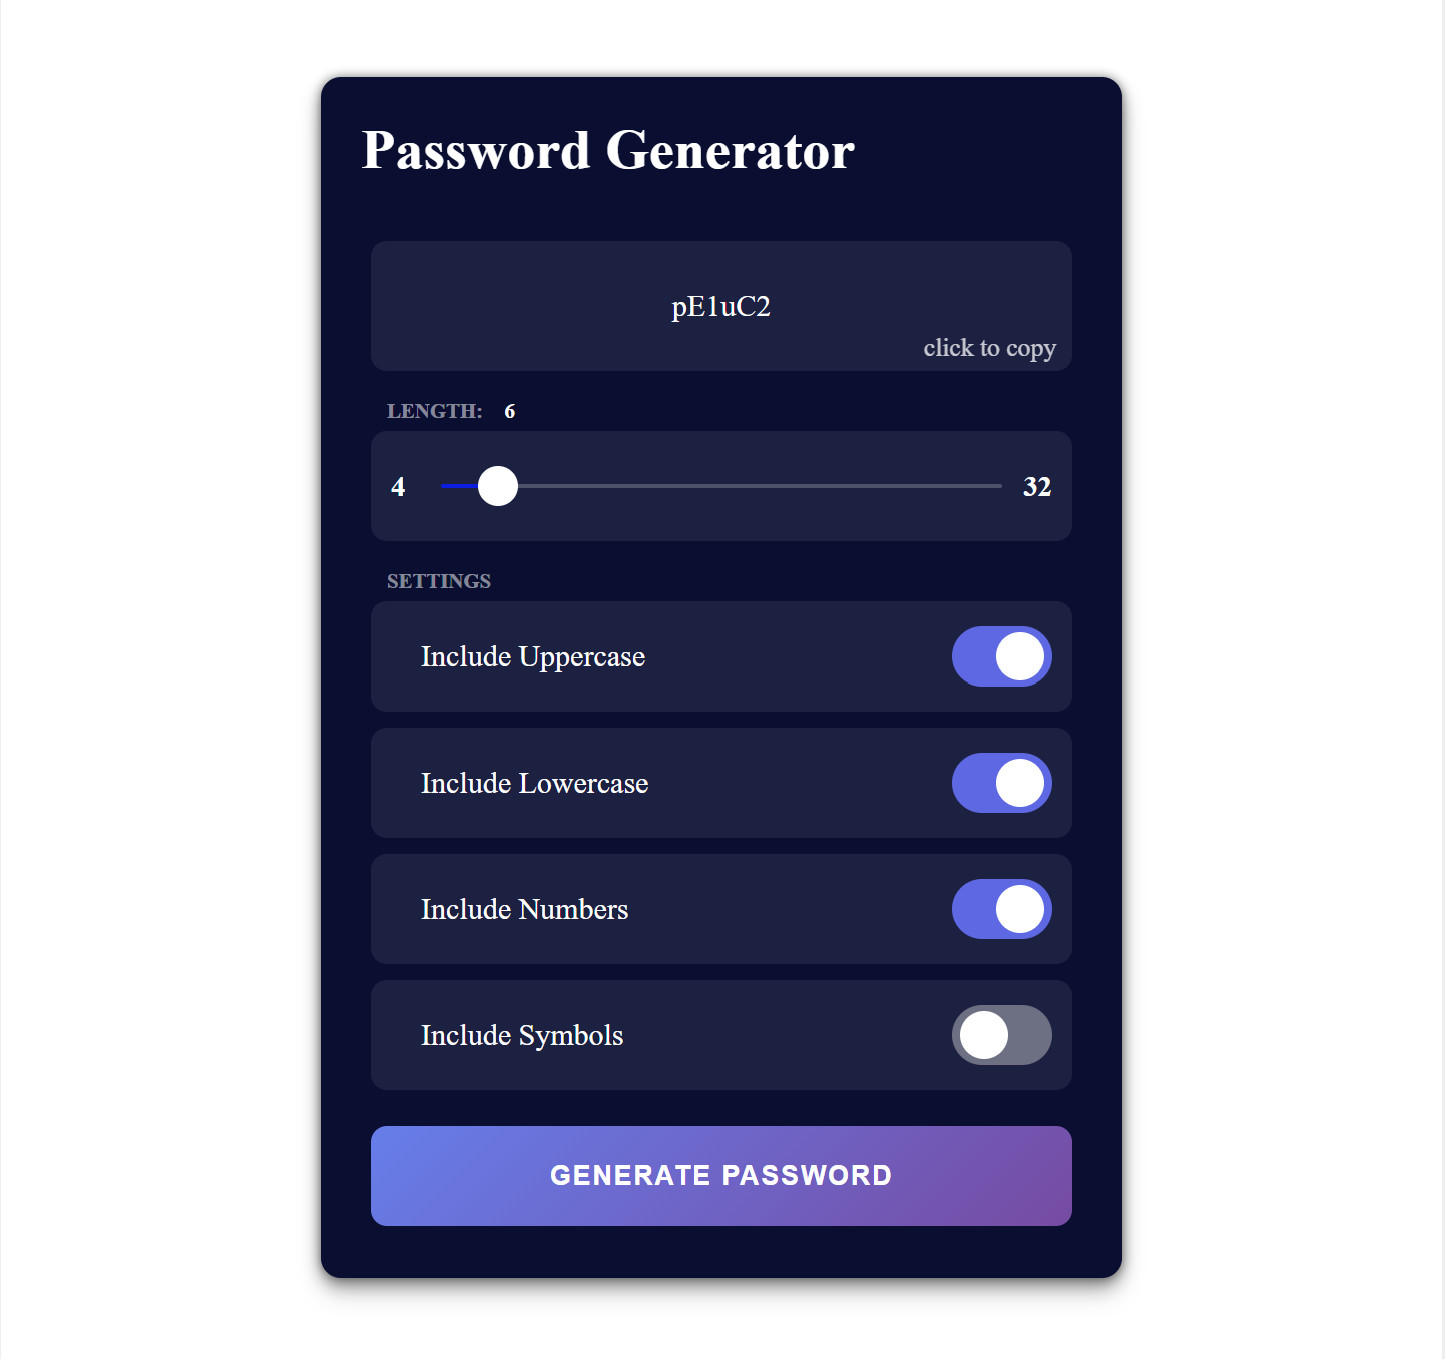 Password Generator
pE1uC2
click to copy
LENGTH: 6
4 32
SETTINGS
Include Uppercase
Include Lowercase
Include Numbers
Include Symbols
GENERATE PASSWORD